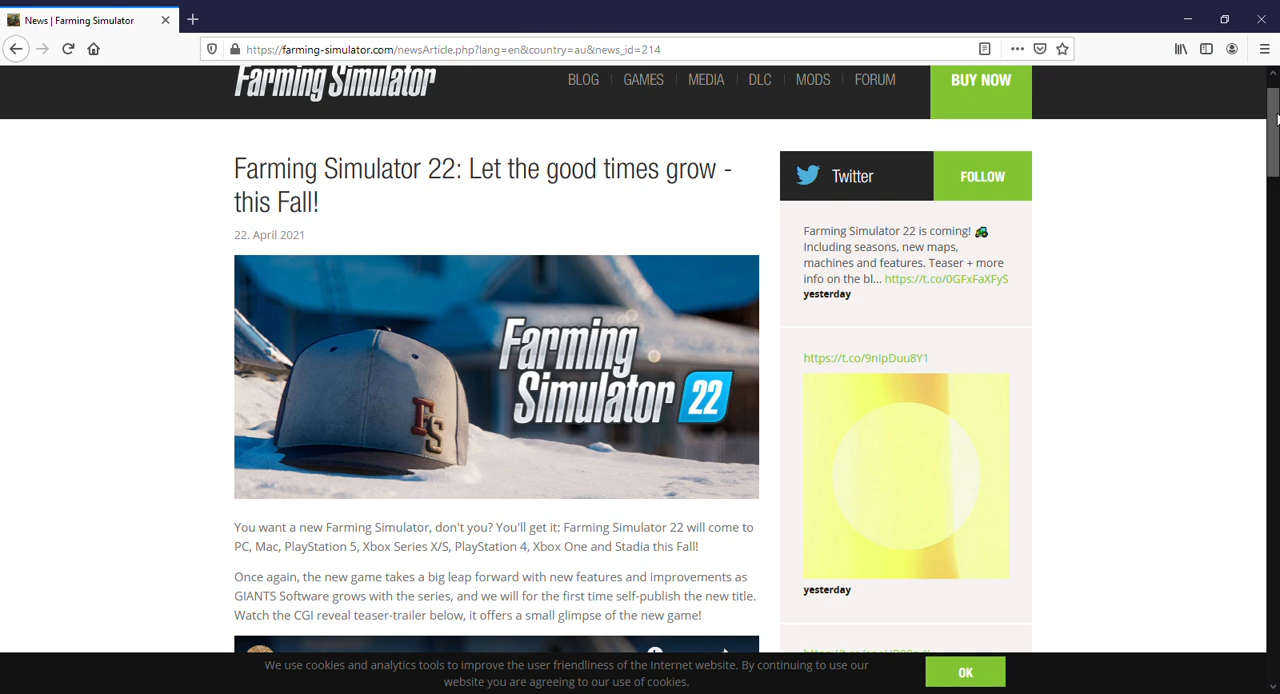 News | Farming Simulator
https://farming-simulator.com/newsArticle.php?lang=en&country=au&news_id=214
Farming Simulator
BLOG GAMES MEDIA DLC MODS FORUM BUY NOW
Farming Simulator 22: Let the good times grow -
this Fall!
22. April 2021
Farming
Simulator 22
FS
You want a new Farming Simulator, don't you? You'll get it: Farming Simulator 22 will come to
PC, Mac, PlayStation 5, Xbox Series X/S, PlayStation 4, Xbox One and Stadia this Fall!
Once again, the new game takes a big leap forward with new features and improvements as
GIANTS Software grows with the series, and we will for the first time self-publish the new title.
Watch the CGI reveal teaser-trailer below, it offers a small glimpse of the new game!
Twitter FOLLOW
Farming Simulator 22 is coming! 🚜
Including seasons, new maps,
machines and features. Teaser + more
info on the bl... https://t.co/0GFxFaXFyS
yesterday
https://t.co/9nIpDuu8Y1
yesterday
We use cookies and analytics tools to improve the user friendliness of the Internet website. By continuing to use our
website you are agreeing to our use of cookies.
OK